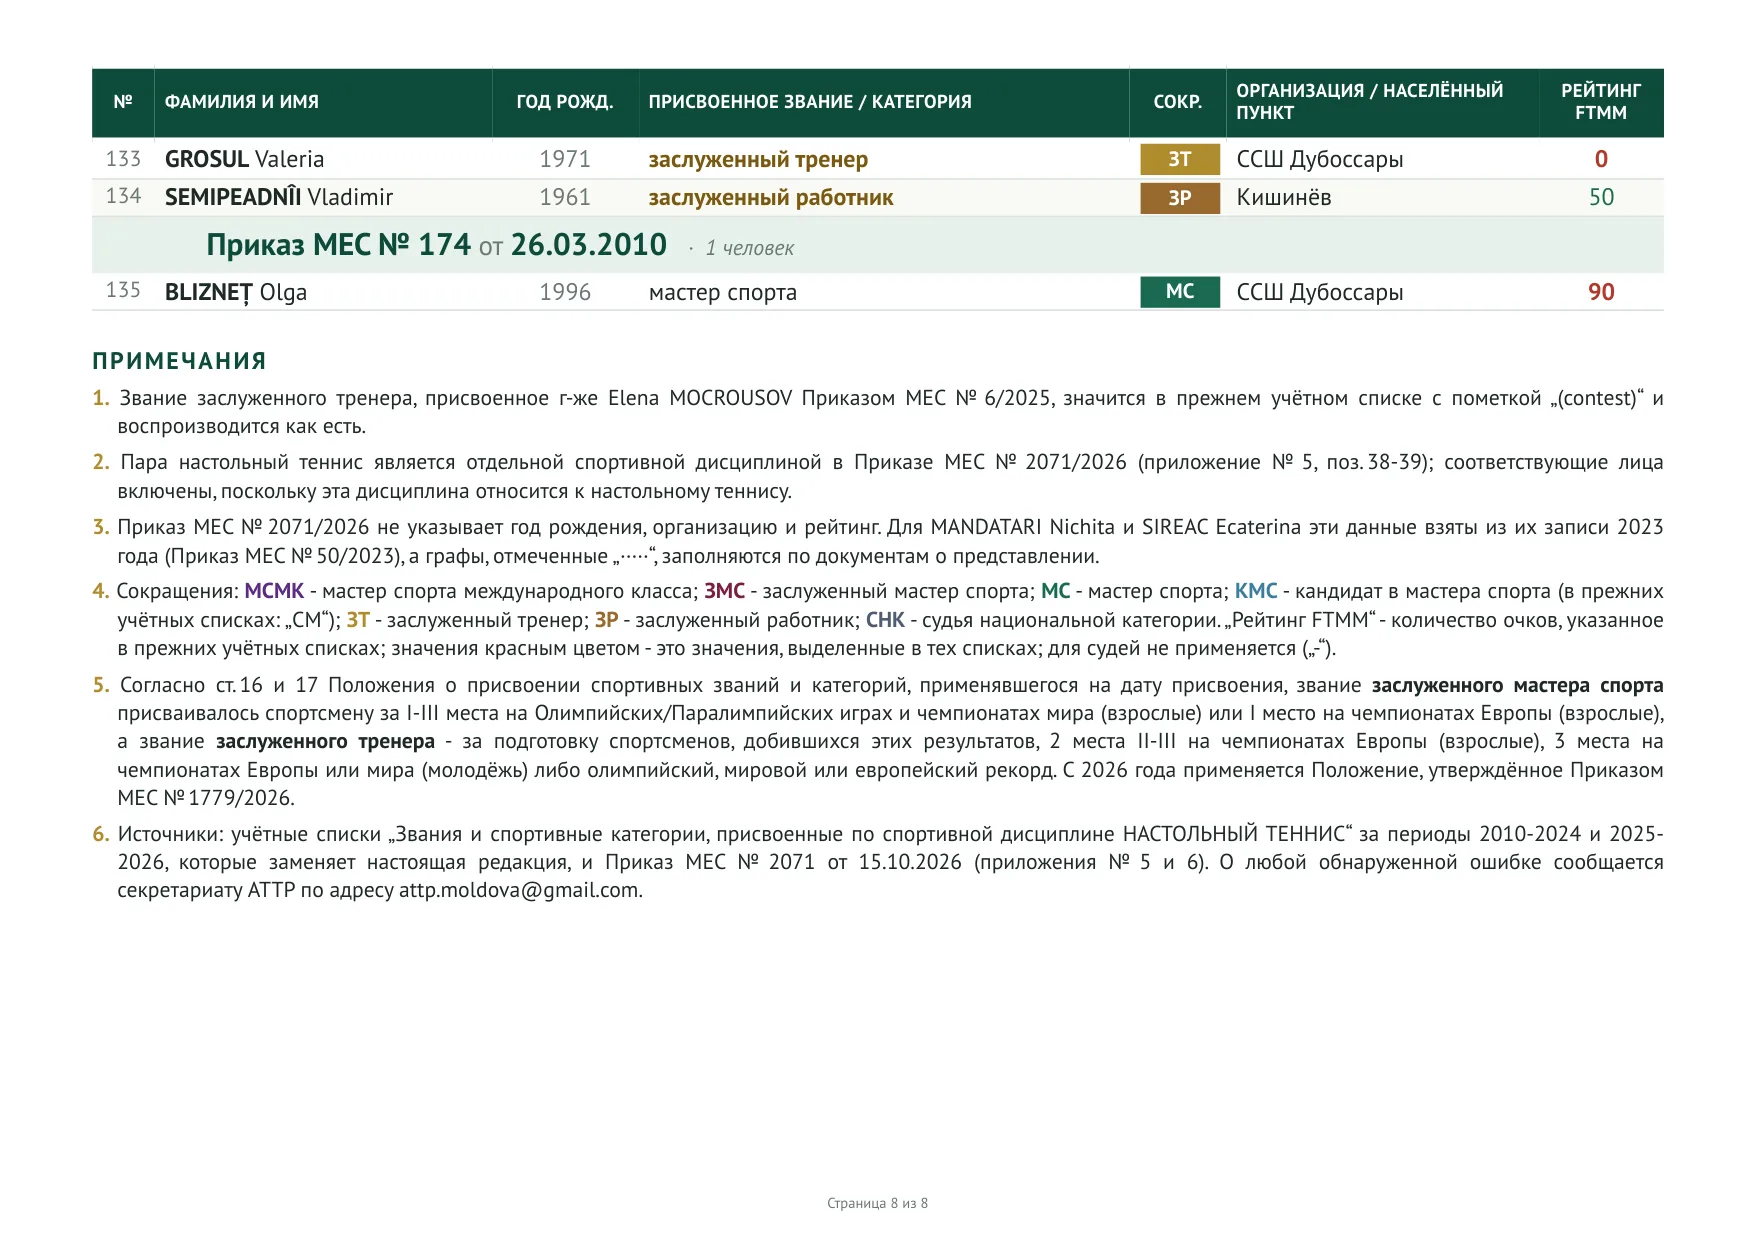 № ФАМИЛИЯ И ИМЯ ГОД РОЖД. ПРИСВОЕННОЕ ЗВАНИЕ / КАТЕГОРИЯ СОКР. ОРГАНИЗАЦИЯ / НАСЕЛЁННЫЙ ПУНКТ РЕЙТИНГ FTMM
133 GROSUL Valeria 1971 заслуженный тренер ЗТ ССШ Дубоссары 0
134 SEMIPEADNÎI Vladimir 1961 заслуженный работник ЗР Кишинёв 50
Приказ МЕС № 174 от 26.03.2010 · 1 человек
135 BLIZNEȚ Olga 1996 мастер спорта МС ССШ Дубоссары 90
ПРИМЕЧАНИЯ
1. Звание заслуженного тренера, присвоенное г-же Elena MOCROUSOV Приказом МЕС № 6/2025, значится в прежнем учётном списке с пометкой „(contest)“ и
воспроизводится как есть.
2. Пара настольный теннис является отдельной спортивной дисциплиной в Приказе МЕС № 2071/2026 (приложение № 5, поз. 38-39); соответствующие лица
включены, поскольку эта дисциплина относится к настольному теннису.
3. Приказ МЕС № 2071/2026 не указывает год рождения, организацию и рейтинг. Для MANDATARI Nichita и SIREAC Ecaterina эти данные взяты из их записи 2023
года (Приказ МЕС № 50/2023), а графы, отмеченные „·····“, заполняются по документам о представлении.
4. Сокращения: МСМК - мастер спорта международного класса; ЗМС - заслуженный мастер спорта; МС - мастер спорта; КМС - кандидат в мастера спорта (в прежних
учётных списках: „СМ“); ЗТ - заслуженный тренер; ЗР - заслуженный работник; СНК - судья национальной категории. „Рейтинг FTMM“ - количество очков, указанное
в прежних учётных списках; значения красным цветом - это значения, выделенные в тех списках; для судей не применяется („-“).
5. Согласно ст. 16 и 17 Положения о присвоении спортивных званий и категорий, применявшегося на дату присвоения, звание заслуженного мастера спорта
присваивалось спортсмену за I-III места на Олимпийских/Паралимпийских играх и чемпионатах мира (взрослые) или I место на чемпионатах Европы (взрослые),
а звание заслуженного тренера - за подготовку спортсменов, добившихся этих результатов, 2 места II-III на чемпионатах Европы (взрослые), 3 места на
чемпионатах Европы или мира (молодёжь) либо олимпийский, мировой или европейский рекорд. С 2026 года применяется Положение, утверждённое Приказом
МЕС № 1779/2026.
6. Источники: учётные списки „Звания и спортивные категории, присвоенные по спортивной дисциплине НАСТОЛЬНЫЙ ТЕННИС“ за периоды 2010-2024 и 2025-
2026, которые заменяет настоящая редакция, и Приказ МЕС № 2071 от 15.10.2026 (приложения № 5 и 6). О любой обнаруженной ошибке сообщается
секретариату ATTP по адресу attp.moldova@gmail.com.
Страница 8 из 8